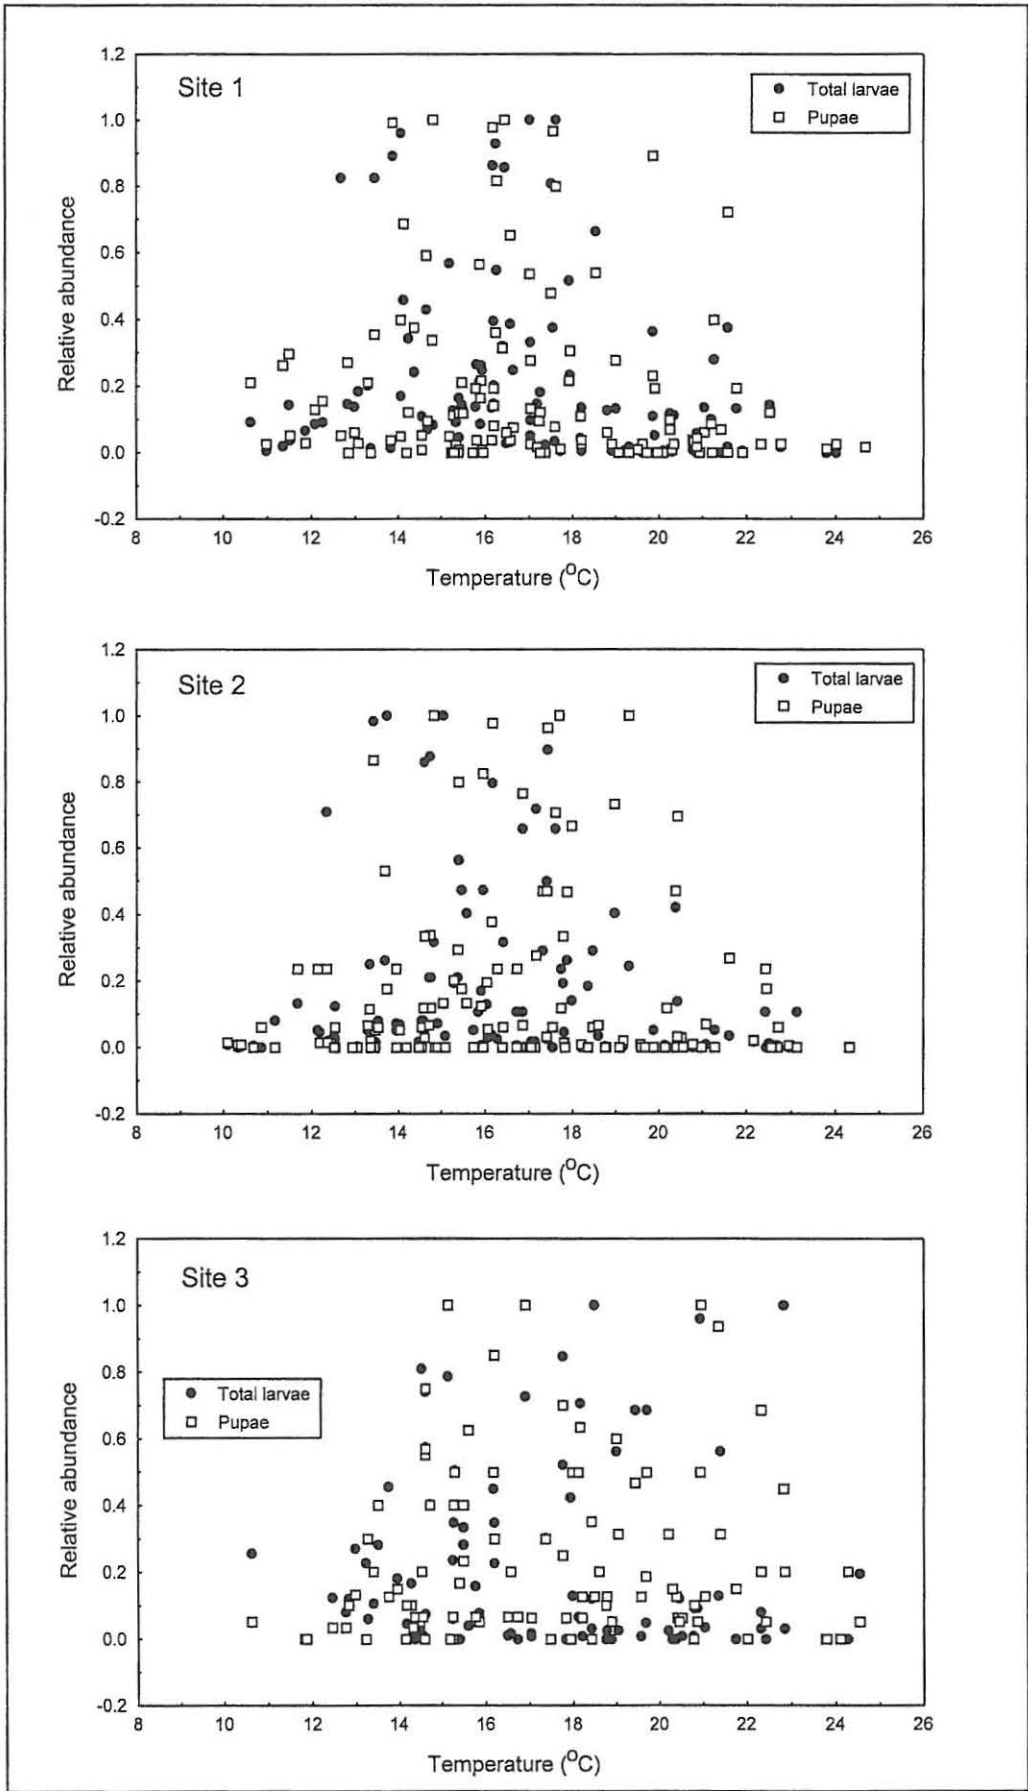 Site 1
Total larvae
Pupae
1.2
1.0
0.8
0.6
0.4
0.2
0.0
-0.2
Relative abundance
8 10 12 14 16 18 20 22 24 26
Temperature (°C)
Site 2
Total larvae
Pupae
1.2
1.0
0.8
0.6
0.4
0.2
0.0
-0.2
Relative abundance
8 10 12 14 16 18 20 22 24 26
Temperature (°C)
Site 3
Total larvae
Pupae
1.2
1.0
0.8
0.6
0.4
0.2
0.0
-0.2
Relative abundance
8 10 12 14 16 18 20 22 24 26
Temperature (°C)